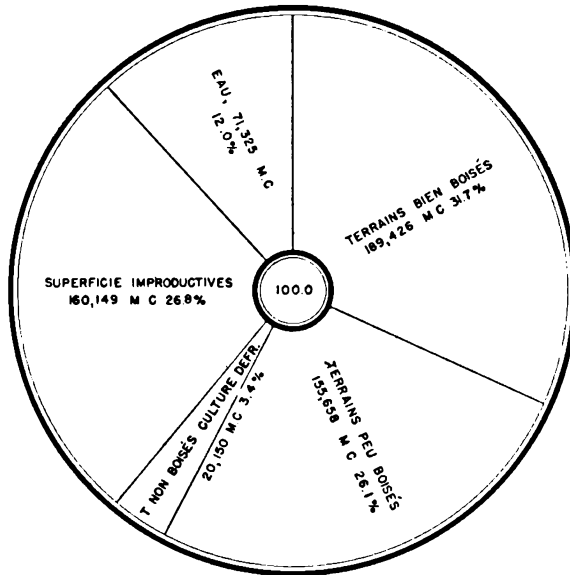 EAU, 71,325 M.C
12.0%
TERRAINS BIEN BOISÉS
189,426 M C 31.7%
SUPERFICIE IMPRODUCTIVES
160,149 M C 26.8%
100.0
T NON BOISÉS CULTURE DEFR.
20,150 MC 3.4%
TERRAINS PEU BOISÉS
155,658 M C 26.1%